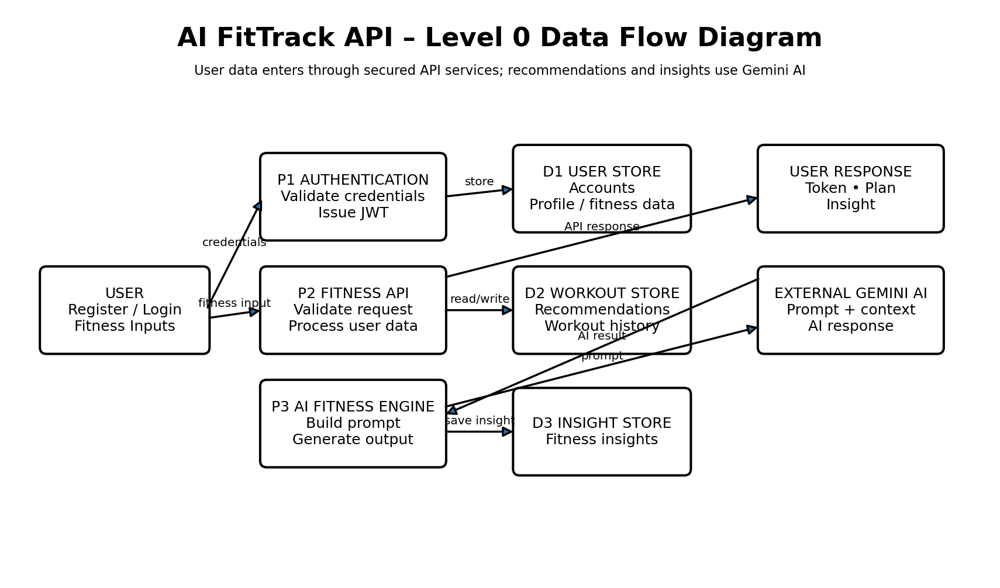 AI FitTrack API – Level 0 Data Flow Diagram
User data enters through secured API services; recommendations and insights use Gemini AI
P1 AUTHENTICATION
Validate credentials
Issue JWT
store
D1 USER STORE
Accounts
Profile / fitness data
USER RESPONSE
Token • Plan
Insight
API response
credentials
USER
Register / Login
Fitness Inputs
fitness input
P2 FITNESS API
Validate request
Process user data
read/write
D2 WORKOUT STORE
Recommendations
Workout history
EXTERNAL GEMINI AI
Prompt + context
AI response
AI result
prompt
P3 AI FITNESS ENGINE
Build prompt
Generate output
save insight
D3 INSIGHT STORE
Fitness insights